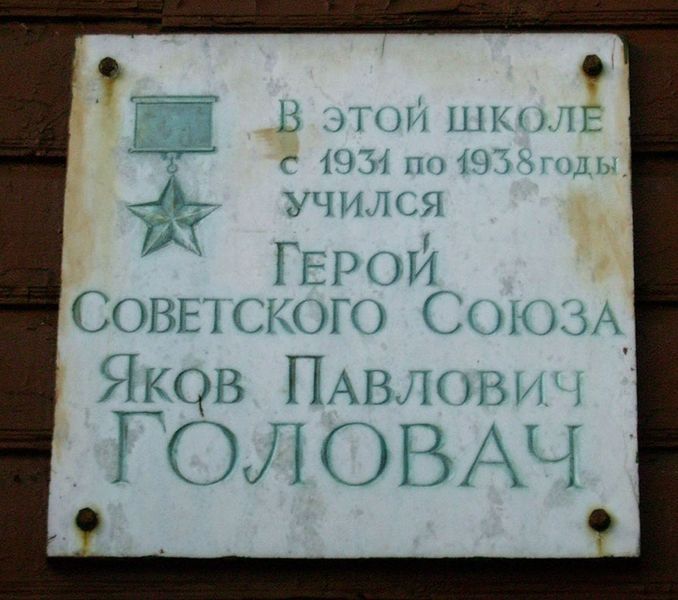 В этой школе
с 1931 по 1938 годы
учился
Герой
Советского Союза
Яков Павлович
Головач